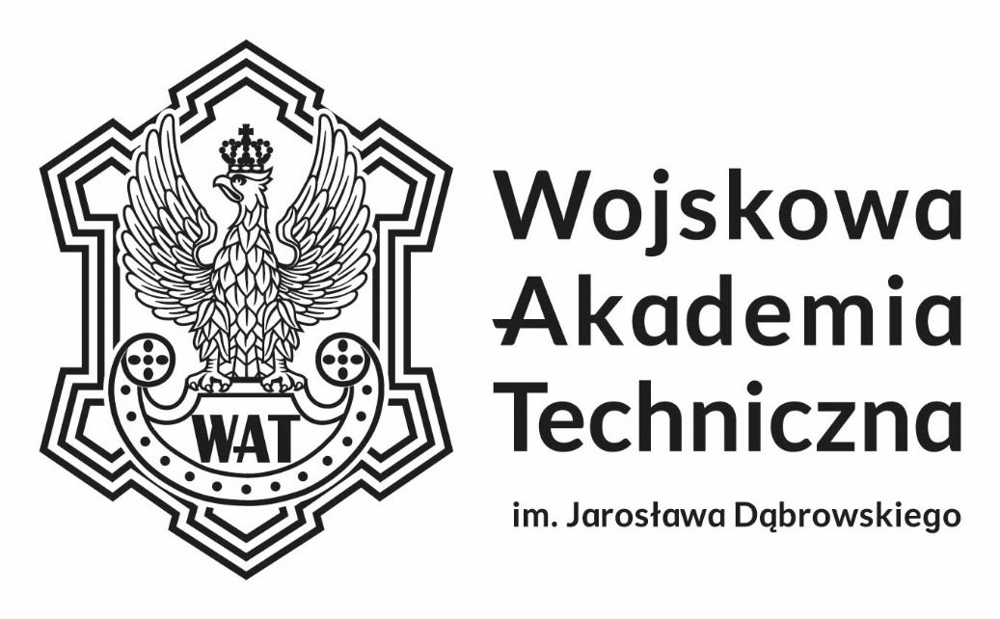 WAT
Wojskowa
Akademia
Techniczna
im. Jarosława Dąbrowskiego